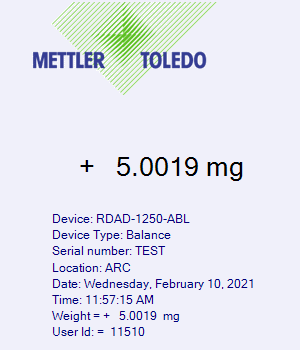 METTLER TOLEDO
+ 5.0019 mg
Device: RDAD-1250-ABL
Device Type: Balance
Serial number: TEST
Location: ARC
Date: Wednesday, February 10, 2021
Time: 11:57:15 AM
Weight = + 5.0019 mg
User Id: = 11510